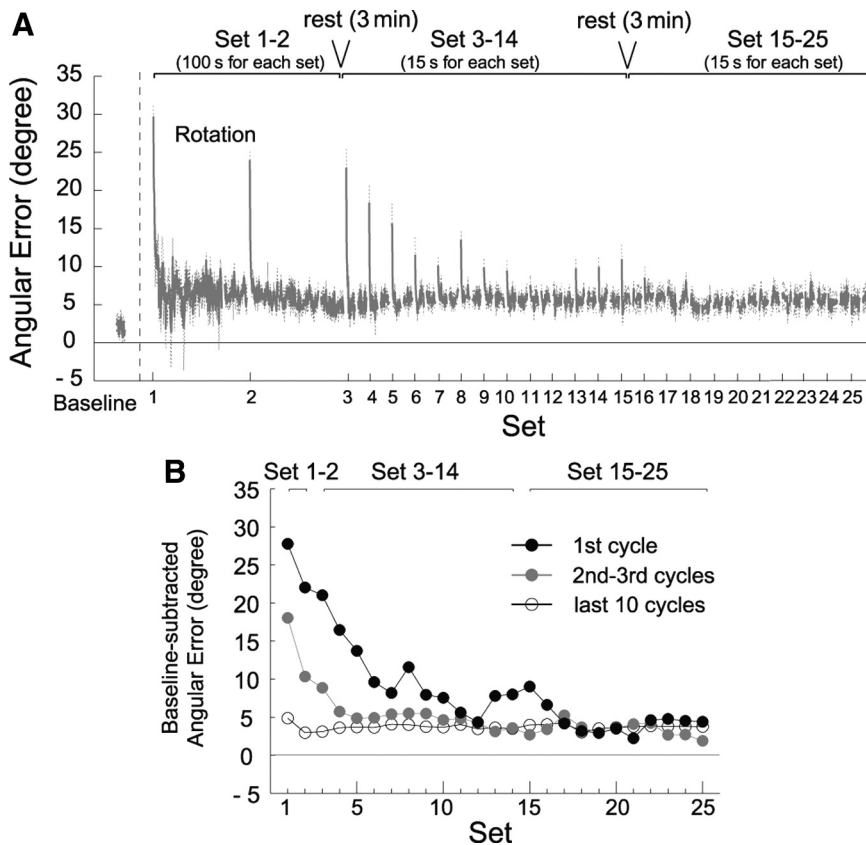 A
rest (3 min) rest (3 min)
Set 1-2 Set 3-14 Set 15-25
(100 s for each set) (15 s for each set) (15 s for each set)
Angular Error (degree)
35
30
25
20
15
10
5
0
- 5
Rotation
Baseline 1 2 3 4 5 6 7 8 9 10 11 12 13 14 15 16 17 18 19 20 21 22 23 24 25
Set
B
Set 1-2 Set 3-14 Set 15-25
Baseline-subtracted
Angular Error (degree)
35
30
25
20
15
10
5
0
- 5
1st cycle
2nd-3rd cycles
last 10 cycles
1 5 10 15 20 25
Set